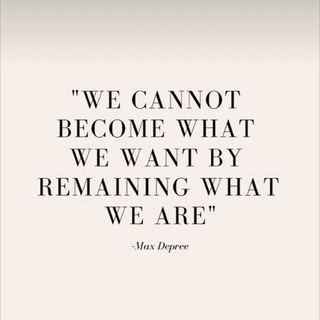 "WE CANNOT
BECOME WHAT
WE WANT BY
REMAINING WHAT
WE ARE"
-Max Depree